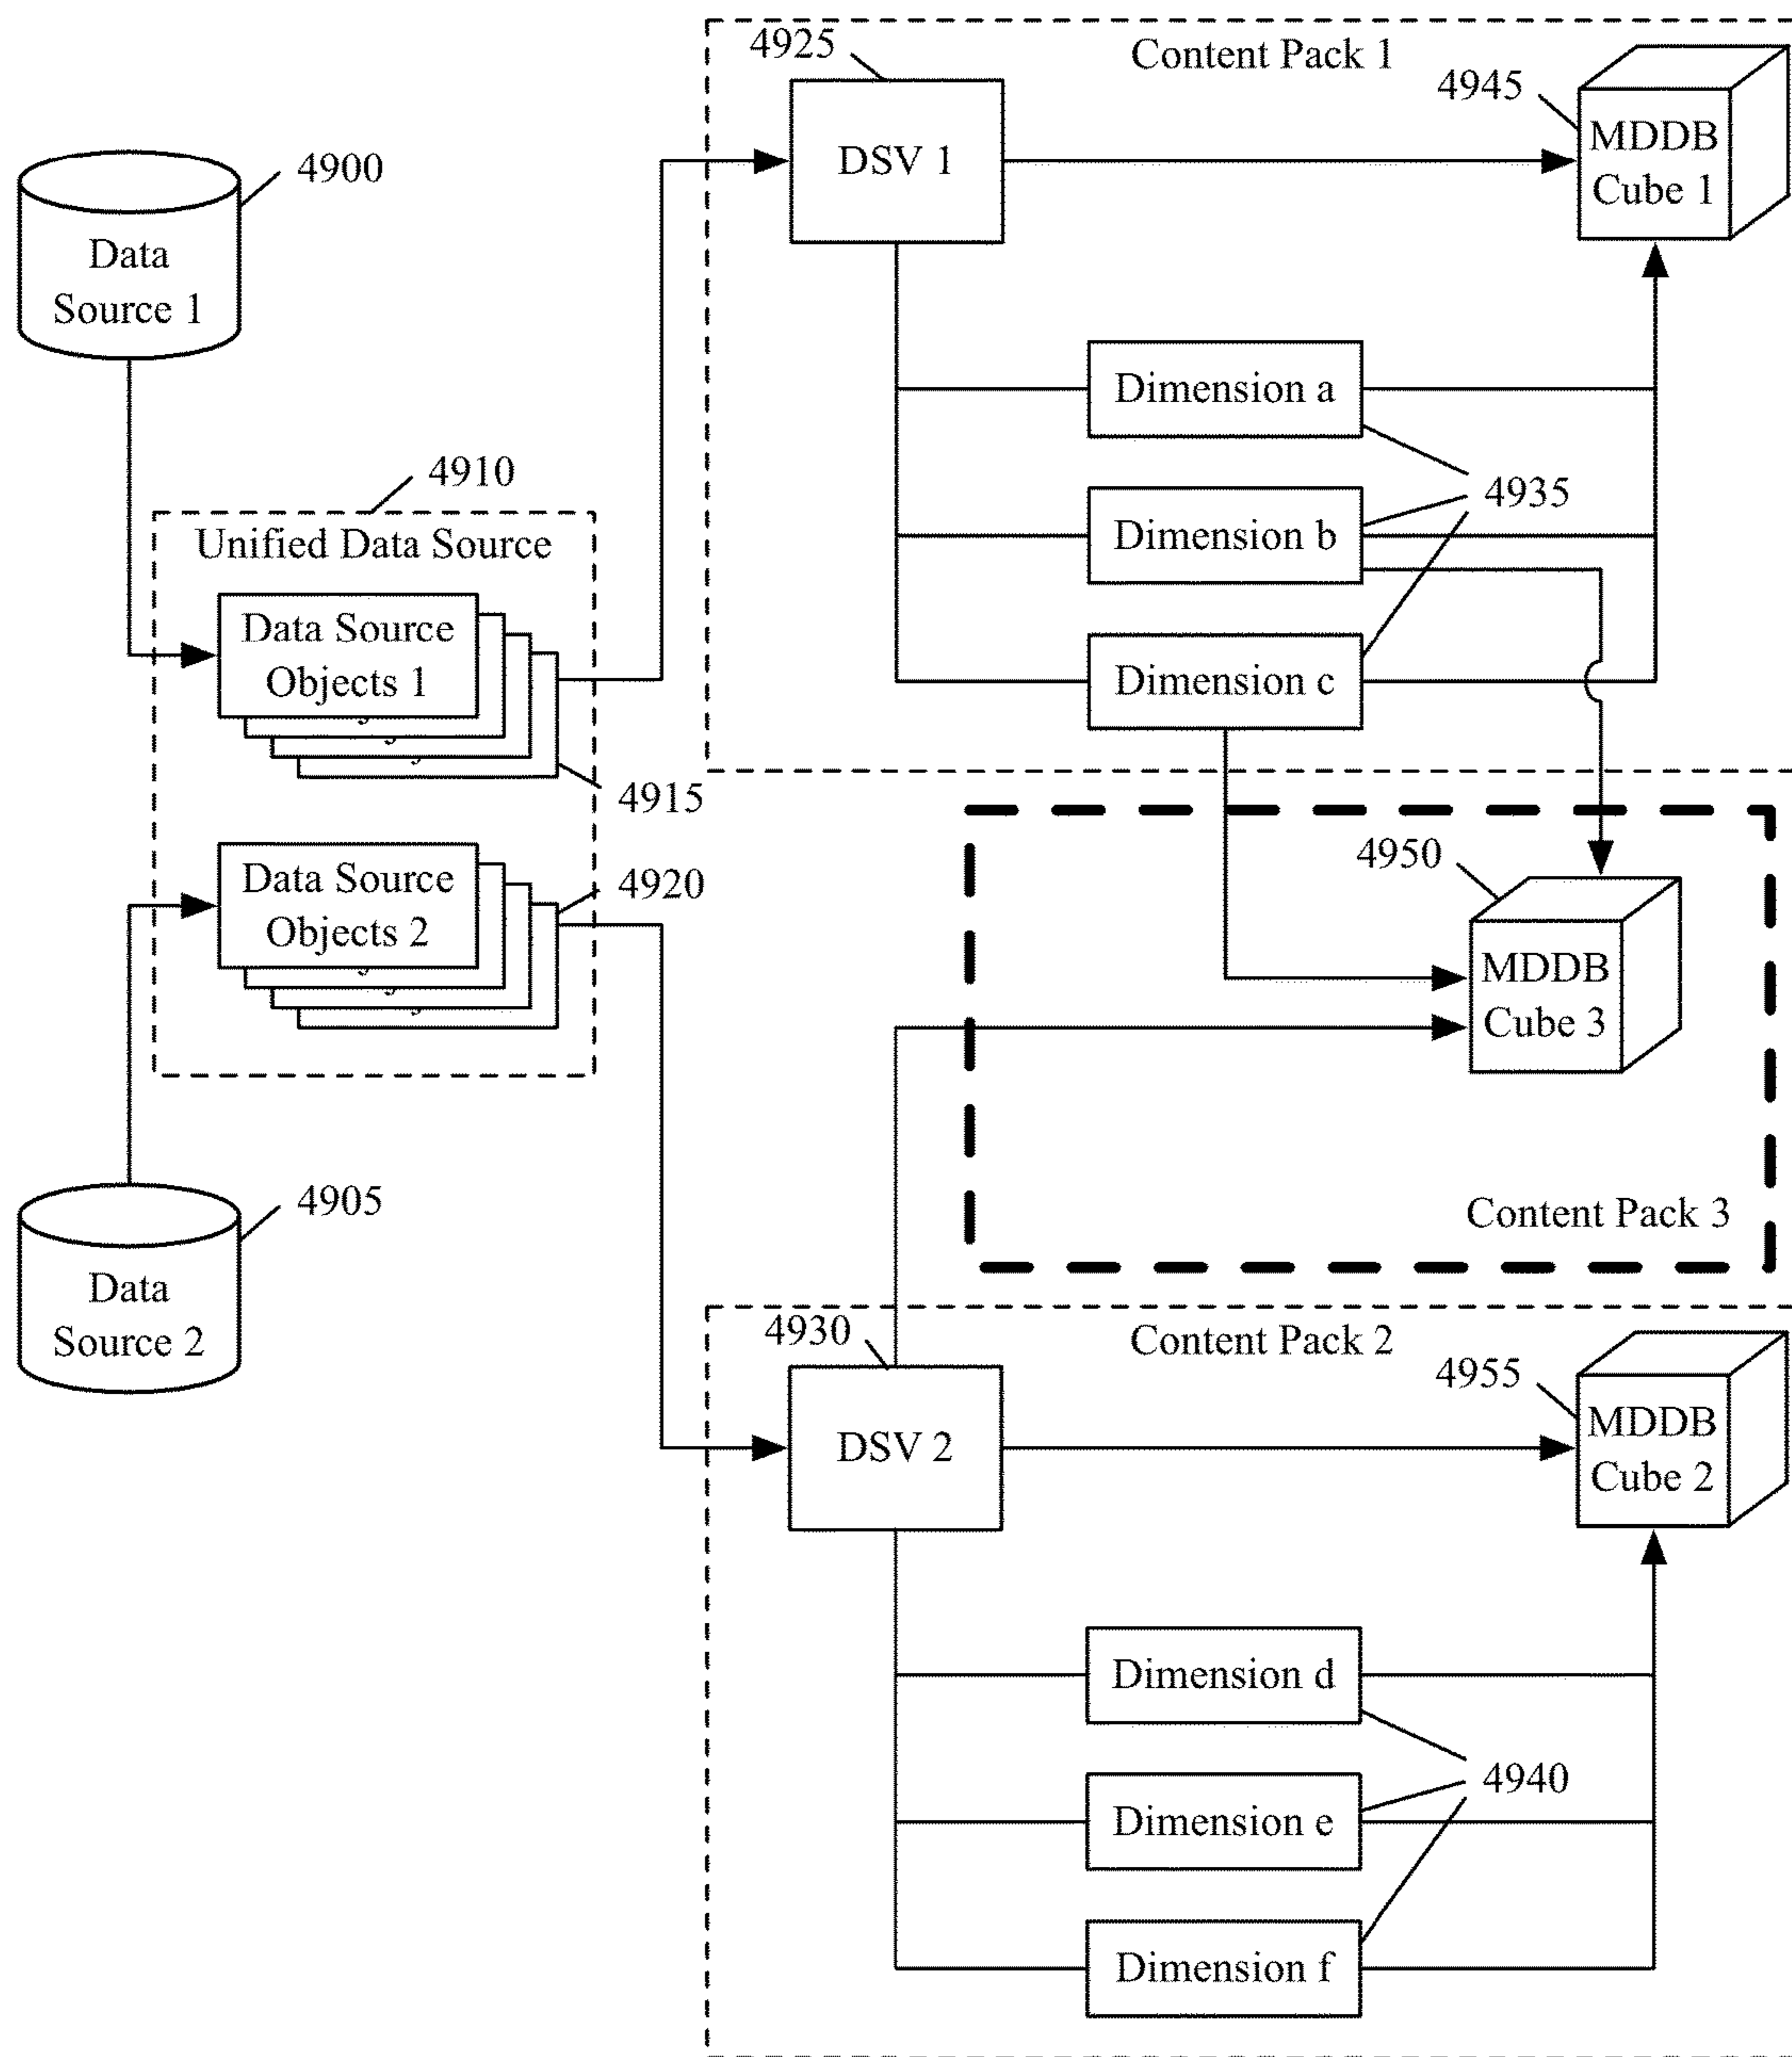 4925
Content Pack 1
4945
MDDB
Cube 1
DSV 1
4900
Data
Source 1
Dimension a
4935
Dimension b
Dimension c
4910
Unified Data Source
Data Source
Objects 1
4915
Data Source
Objects 2
4920
4950
MDDB
Cube 3
Content Pack 3
4905
Data
Source 2
4930
Content Pack 2
4955
MDDB
Cube 2
DSV 2
Dimension d
4940
Dimension e
Dimension f